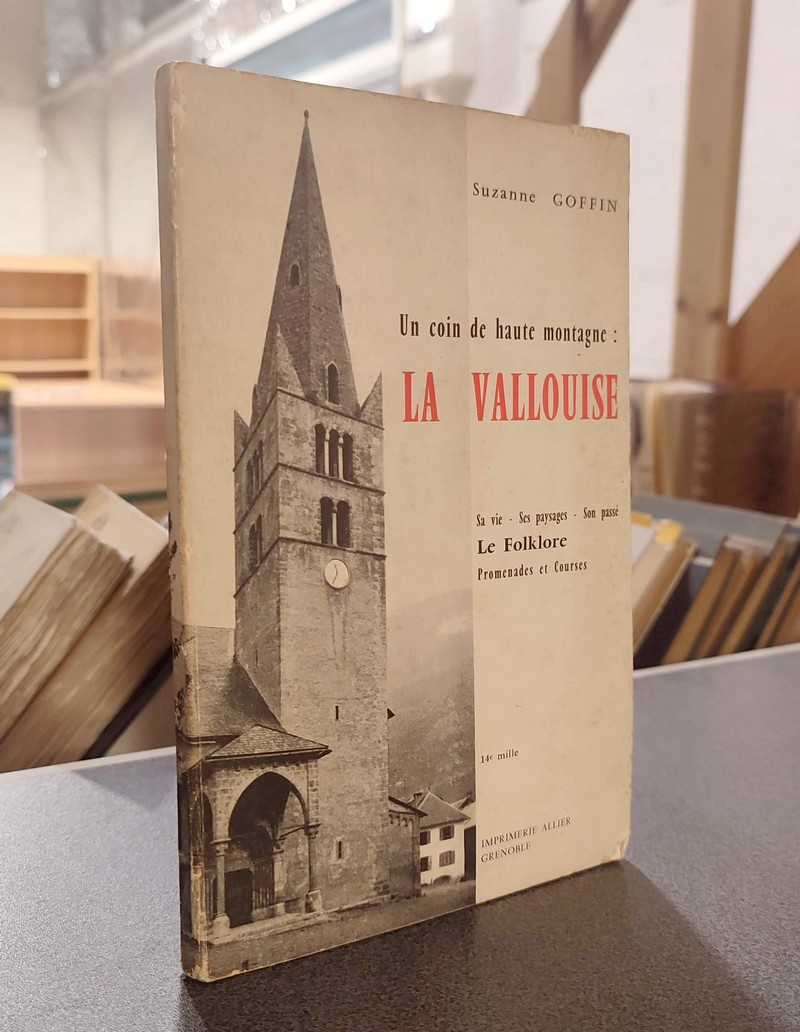 Suzanne GOFFIN
Un coin de haute montagne :
LA VALLOUISE
Sa vie - Ses paysages - Son passé
Le Folklore
Promenades et Courses
14e mille
IMPRIMERIE ALLIER
GRENOBLE